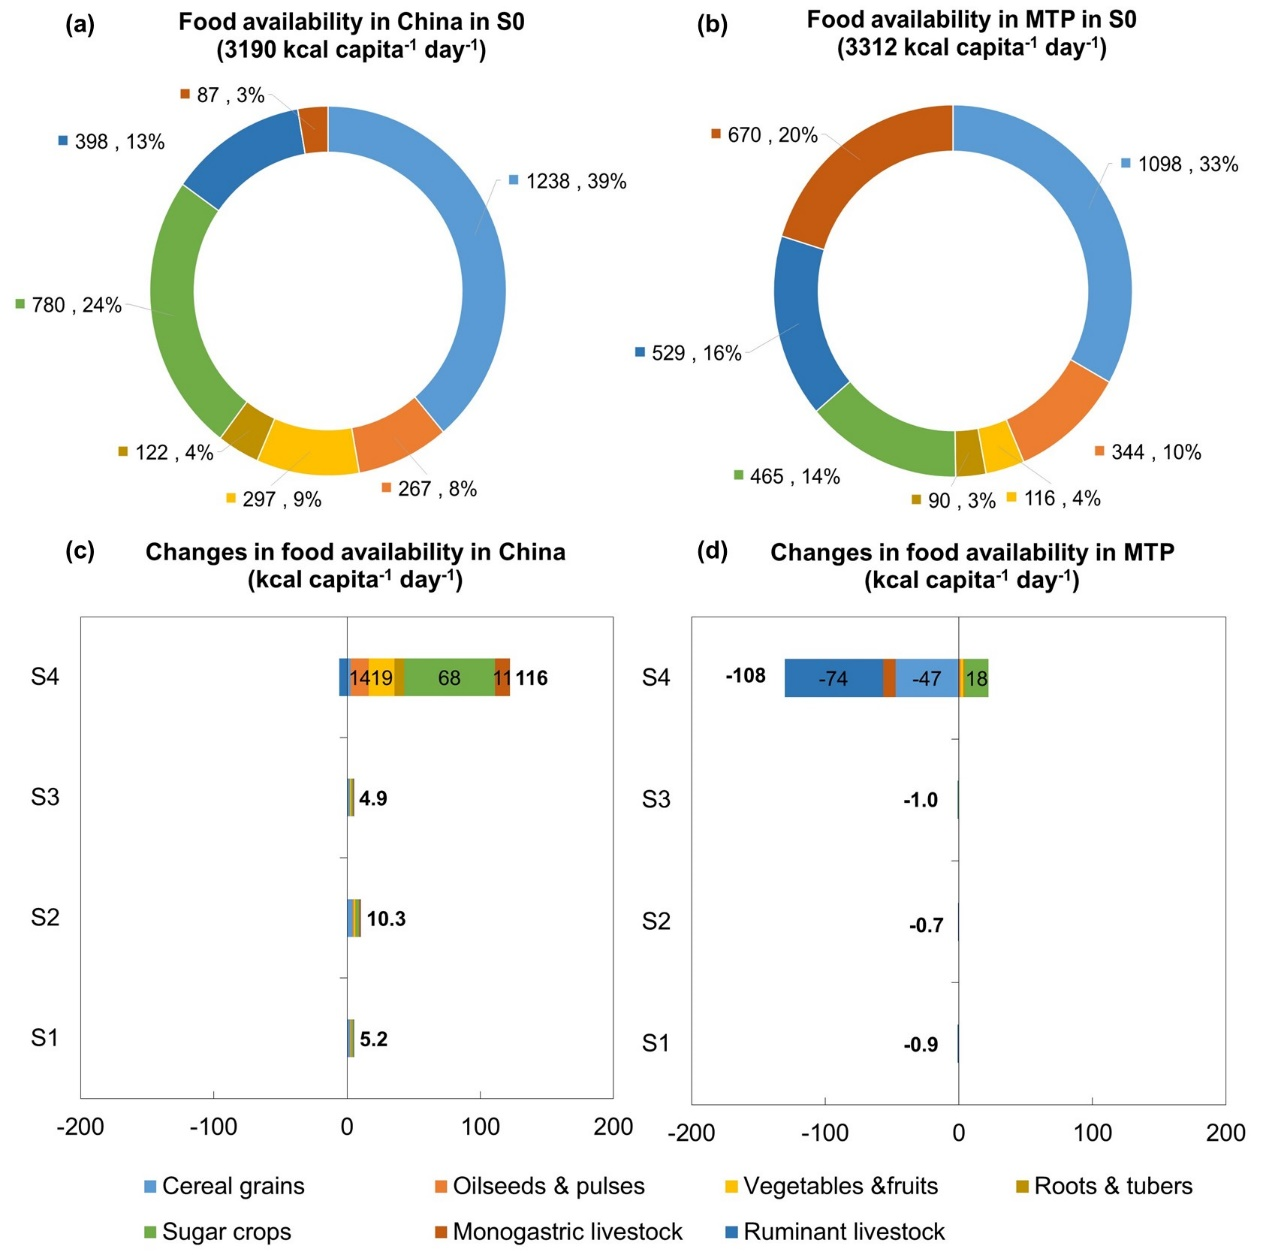 (a)
Food availability in China in S0
(3190 kcal capita⁻¹ day⁻¹)
87 , 3%
398 , 13%
1238 , 39%
780 , 24%
122 , 4%
297 , 9%
267 , 8%
(b)
Food availability in MTP in S0
(3312 kcal capita⁻¹ day⁻¹)
670 , 20%
1098 , 33%
529 , 16%
465 , 14%
344 , 10%
90 , 3%
116 , 4%
(c)
Changes in food availability in China
(kcal capita⁻¹ day⁻¹)
S4
14 19 68 11 116
S3
4.9
S2
10.3
S1
5.2
-200 -100 0 100 200
(d)
Changes in food availability in MTP
(kcal capita⁻¹ day⁻¹)
S4
-108 -74 -47 18
S3
-1.0
S2
-0.7
S1
-0.9
-200 -100 0 100 200
Cereal grains Oilseeds & pulses Vegetables &fruits Roots & tubers
Sugar crops Monogastric livestock Ruminant livestock